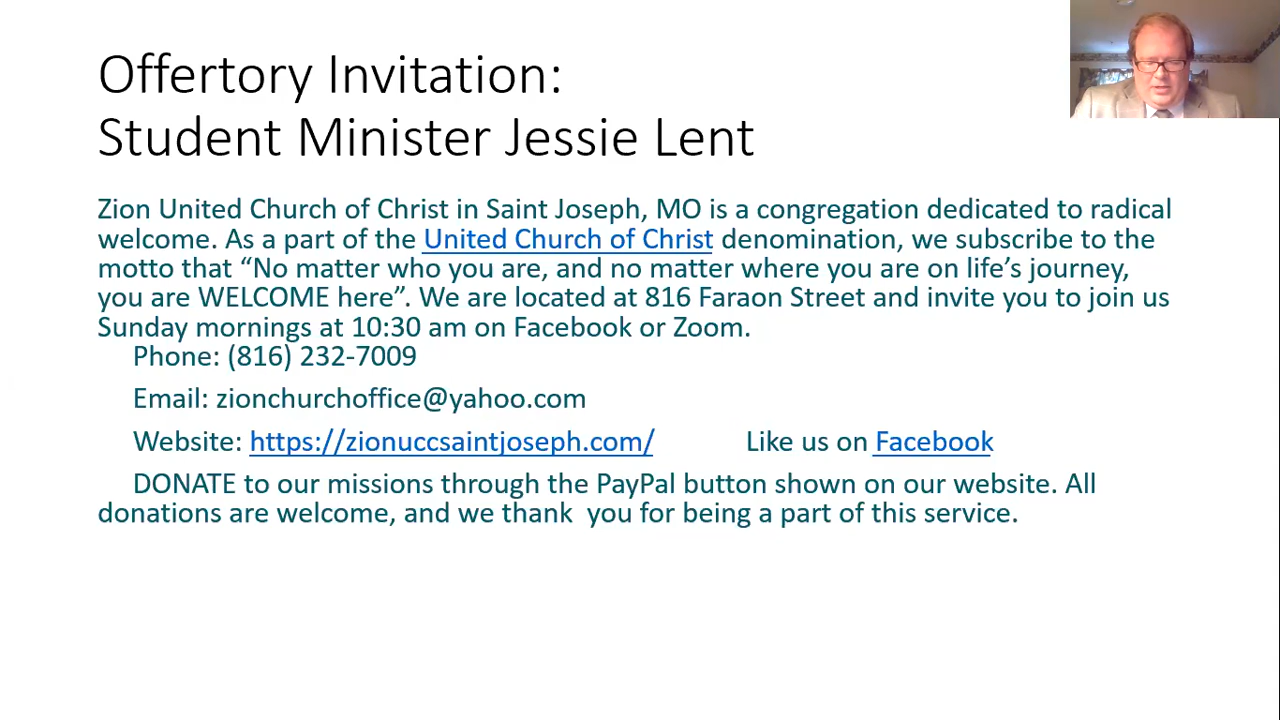 Offertory Invitation:
Student Minister Jessie Lent
Zion United Church of Christ in Saint Joseph, MO is a congregation dedicated to radical
welcome. As a part of the United Church of Christ denomination, we subscribe to the
motto that “No matter who you are, and no matter where you are on life’s journey,
you are WELCOME here”. We are located at 816 Faraon Street and invite you to join us
Sunday mornings at 10:30 am on Facebook or Zoom.
Phone: (816) 232-7009
Email: zionchurchoffice@yahoo.com
Website: https://zionuccsaintjoseph.com/ Like us on Facebook
DONATE to our missions through the PayPal button shown on our website. All
donations are welcome, and we thank  you for being a part of this service.